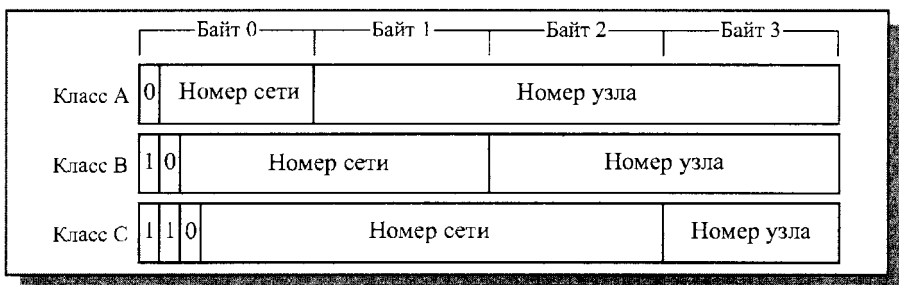 Байт 0 Байт 1 Байт 2 Байт 3
Класс А 0 Номер сети Номер узла
Класс В 1 0 Номер сети Номер узла
Класс С 1 1 0 Номер сети Номер узла